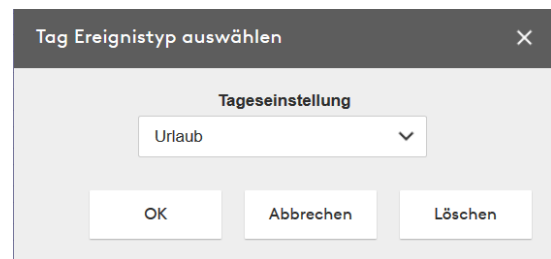 Tag Ereignistyp auswählen
Tageseinstellung
Urlaub
OK Abbrechen Löschen